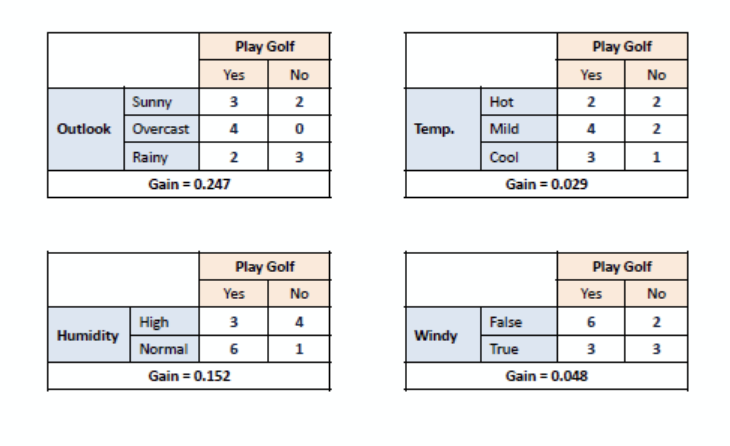 Play Golf
Yes No
Outlook Sunny 3 2
Overcast 4 0
Rainy 2 3
Gain = 0.247
Play Golf
Yes No
Temp. Hot 2 2
Mild 4 2
Cool 3 1
Gain = 0.029
Play Golf
Yes No
Humidity High 3 4
Normal 6 1
Gain = 0.152
Play Golf
Yes No
Windy False 6 2
True 3 3
Gain = 0.048